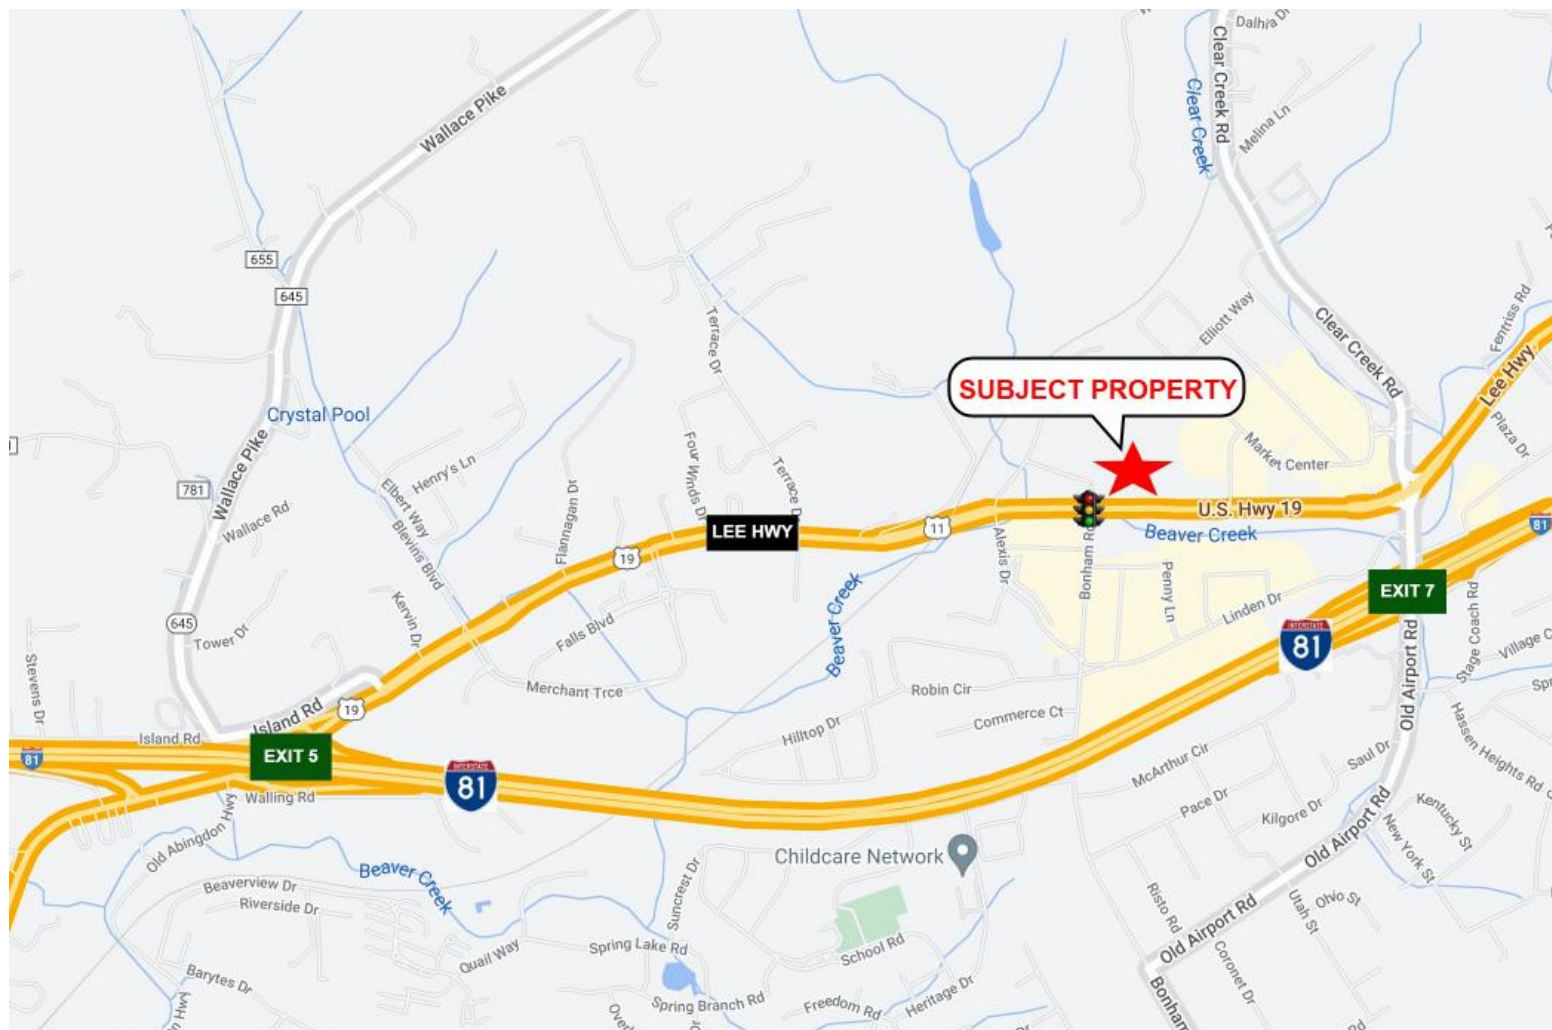 Dalhia Dr
Clear Creek Rd
Clear Creek
Melina Ln
Wallace Pike
655
645
Elliott Way
Fentriss Rd
Terrace Dr
Clear Creek Rd
Lee Hwy
SUBJECT PROPERTY
Crystal Pool
Wallace Pike
Four Winds Dr
Terrace Dr
Market Center
Plaza Dr
Henry's Ln
Elbert Way
Blevins Blvd
Flannagan Dr
781
Wallace Rd
LEE HWY
11
U.S. Hwy 19
Beaver Creek
81
19
Alexis Dr
Bonham Rd
Penny Ln
Linden Dr
EXIT 7
Beaver Creek
Kervin Dr
Falls Blvd
645
Tower Dr
INTERSTATE
81
Old Airport Rd
Stage Coach Rd
Village C
Stevens Dr
Merchant Trce
Robin Cir
Spr
Island Rd
19
Commerce Ct
Hilltop Dr
Hassen Heights Rd
Island Rd
EXIT 5
81
INTERSTATE
81
McArthur Cir
Saul Dr
Walling Rd
Pace Dr
Kilgore Dr
Kentucky St
New York St
Old Abingdon Hwy
Childcare Network
Old Airport Rd
Beaver Creek
Beaverview Dr
Riverside Dr
Suncrest Dr
Risto Rd
Utah St
Ohio St
Old Airport Rd
Quail Way
Spring Lake Rd
School Rd
Coronet Dr
Barytes Dr
Spring Branch Rd
Freedom Rd
Heritage Dr
Bonham